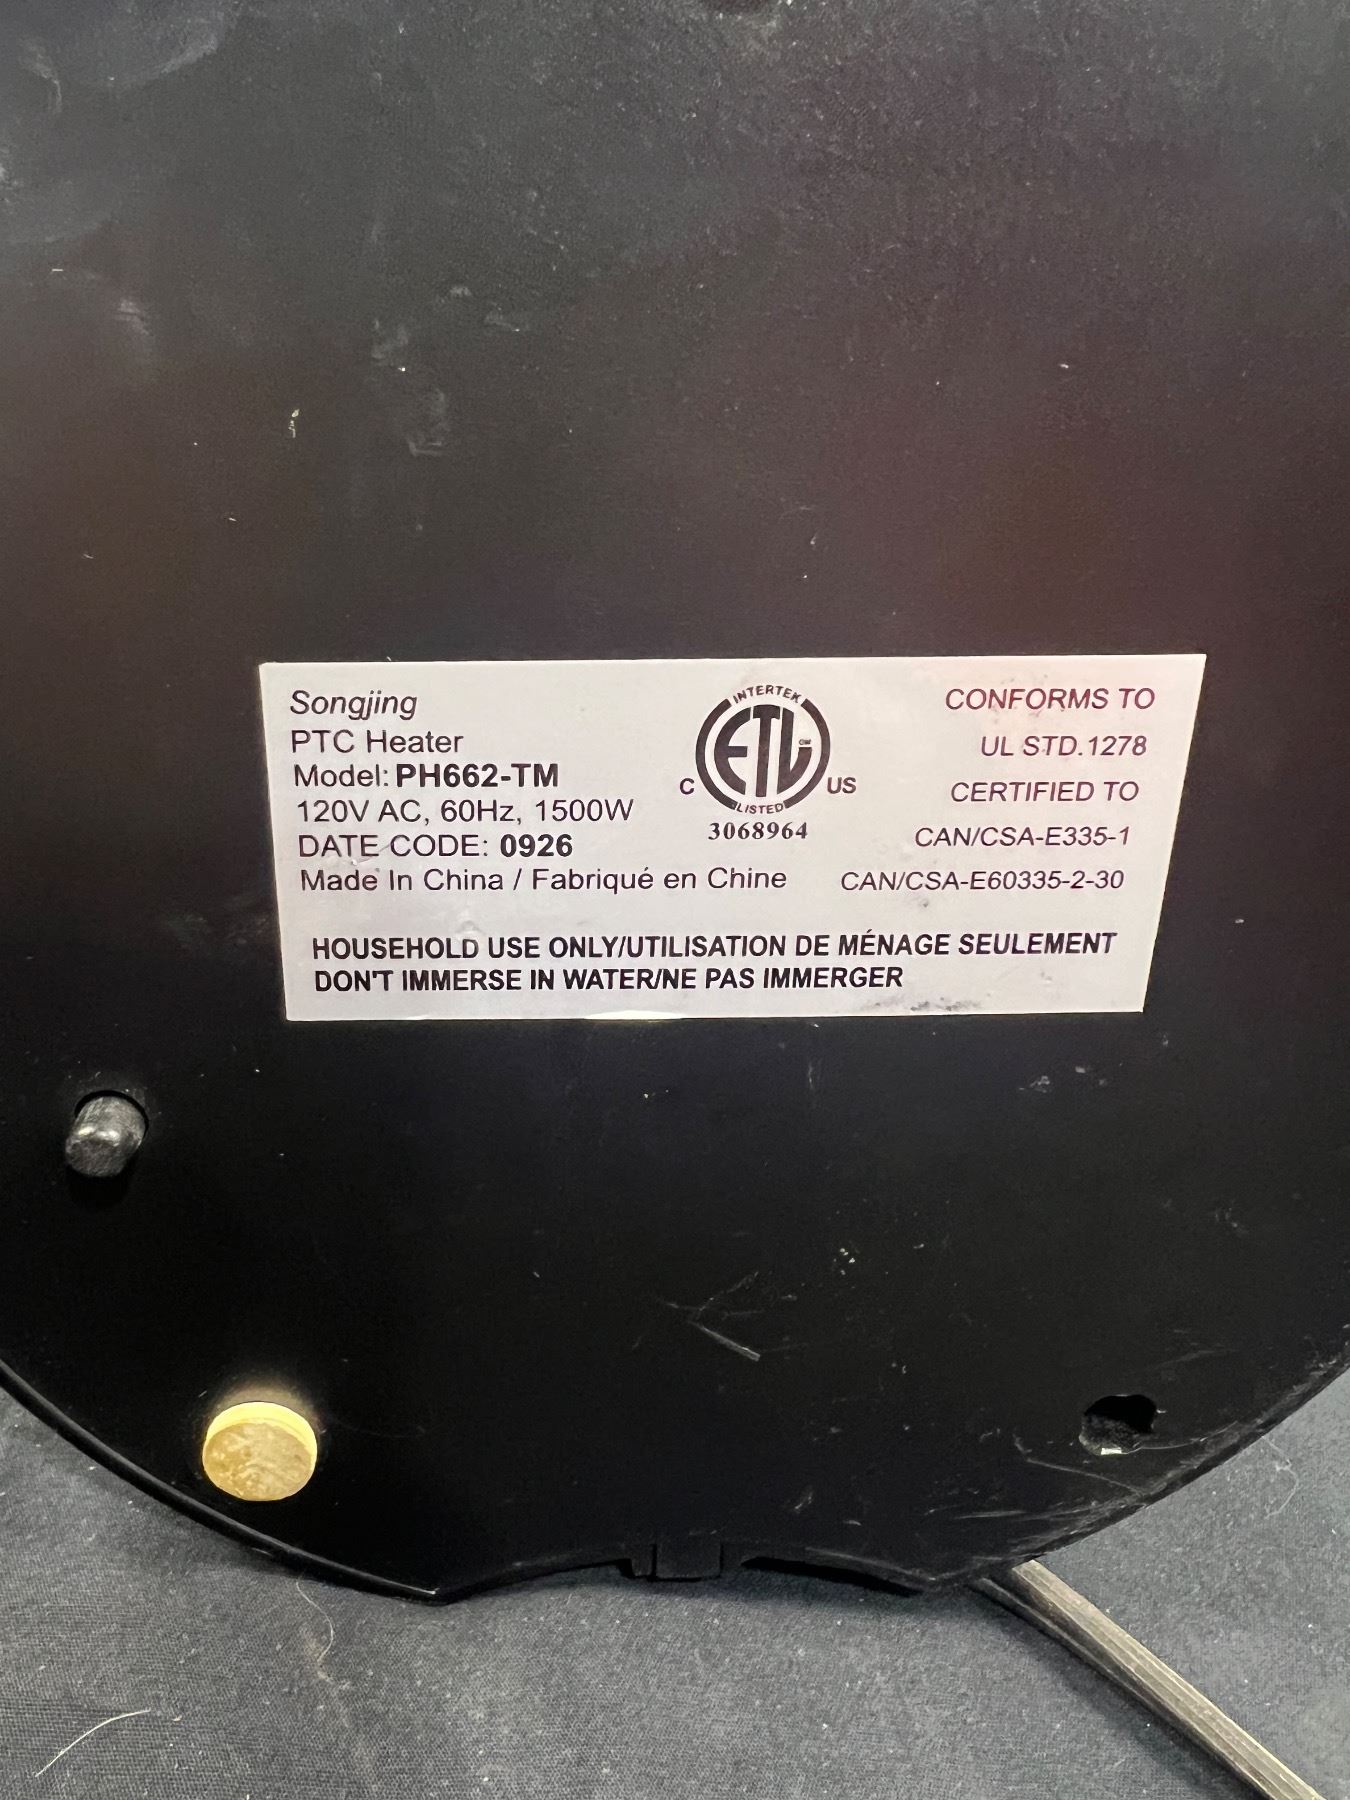 Songjing
PTC Heater
Model: PH662-TM
120V AC, 60Hz, 1500W
DATE CODE: 0926
Made In China / Fabriqué en Chine
INTERTEK
ETL
CM
LISTED
C
US
3068964
CONFORMS TO
UL STD.1278
CERTIFIED TO
CAN/CSA-E335-1
CAN/CSA-E60335-2-30
HOUSEHOLD USE ONLY/UTILISATION DE MÉNAGE SEULEMENT
DON'T IMMERSE IN WATER/NE PAS IMMERGER